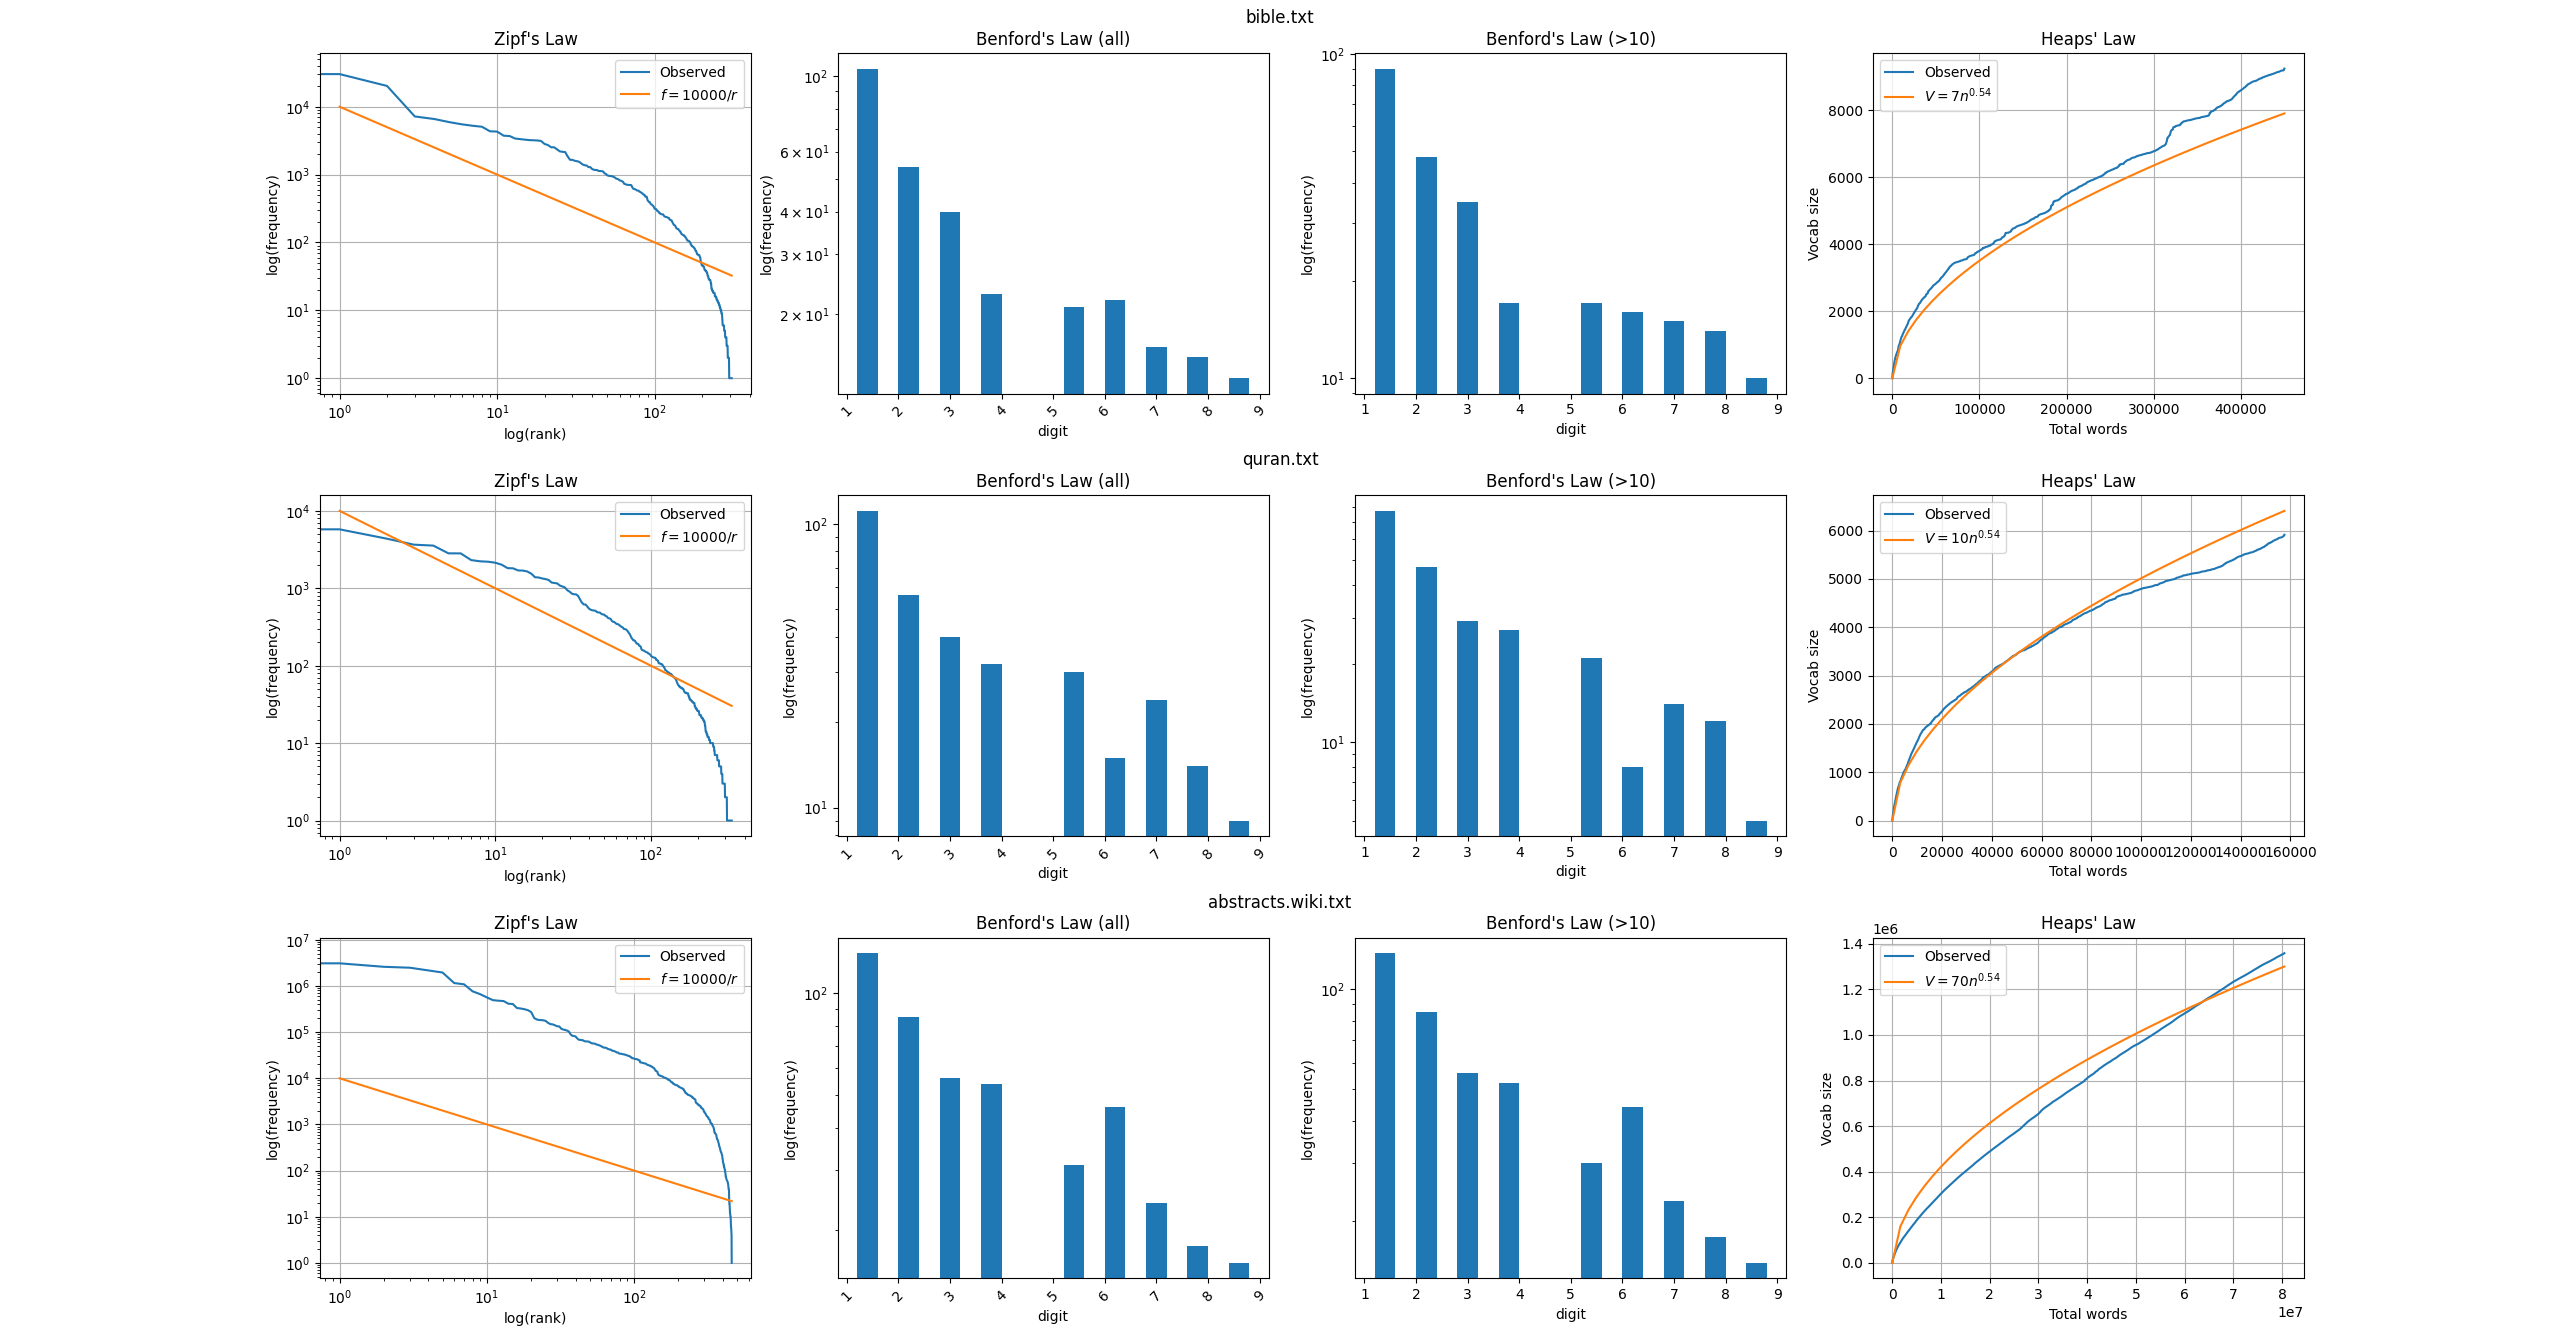 bible.txt
Zipf's Law
Observed
f = 10000/r
10^4
10^3
10^2
10^1
10^0
log(frequency)
10^0 10^1 10^2
log(rank)
Benford's Law (all)
10^2
6 × 10^1
4 × 10^1
3 × 10^1
2 × 10^1
log(frequency)
1 2 3 4 5 6 7 8 9
digit
Benford's Law (>10)
10^2
10^1
log(frequency)
1 2 3 4 5 6 7 8 9
digit
Heaps' Law
Observed
V = 7n^0.54
8000
6000
4000
2000
0
Vocab size
0 100000 200000 300000 400000
Total words
quran.txt
Zipf's Law
Observed
f = 10000/r
10^4
10^3
10^2
10^1
10^0
log(frequency)
10^0 10^1 10^2
log(rank)
Benford's Law (all)
10^2
10^1
log(frequency)
1 2 3 4 5 6 7 8 9
digit
Benford's Law (>10)
10^1
log(frequency)
1 2 3 4 5 6 7 8 9
digit
Heaps' Law
Observed
V = 10n^0.54
6000
5000
4000
3000
2000
1000
0
Vocab size
0 20000 40000 60000 80000 100000 120000 140000 160000
Total words
abstracts.wiki.txt
Zipf's Law
Observed
f = 10000/r
10^7
10^6
10^5
10^4
10^3
10^2
10^1
10^0
log(frequency)
10^0 10^1 10^2
log(rank)
Benford's Law (all)
10^2
log(frequency)
1 2 3 4 5 6 7 8 9
digit
Benford's Law (>10)
10^2
log(frequency)
1 2 3 4 5 6 7 8 9
digit
Heaps' Law
1e6
Observed
V = 70n^0.54
1.4
1.2
1.0
0.8
0.6
0.4
0.2
0.0
Vocab size
0 1 2 3 4 5 6 7 8
1e7
Total words